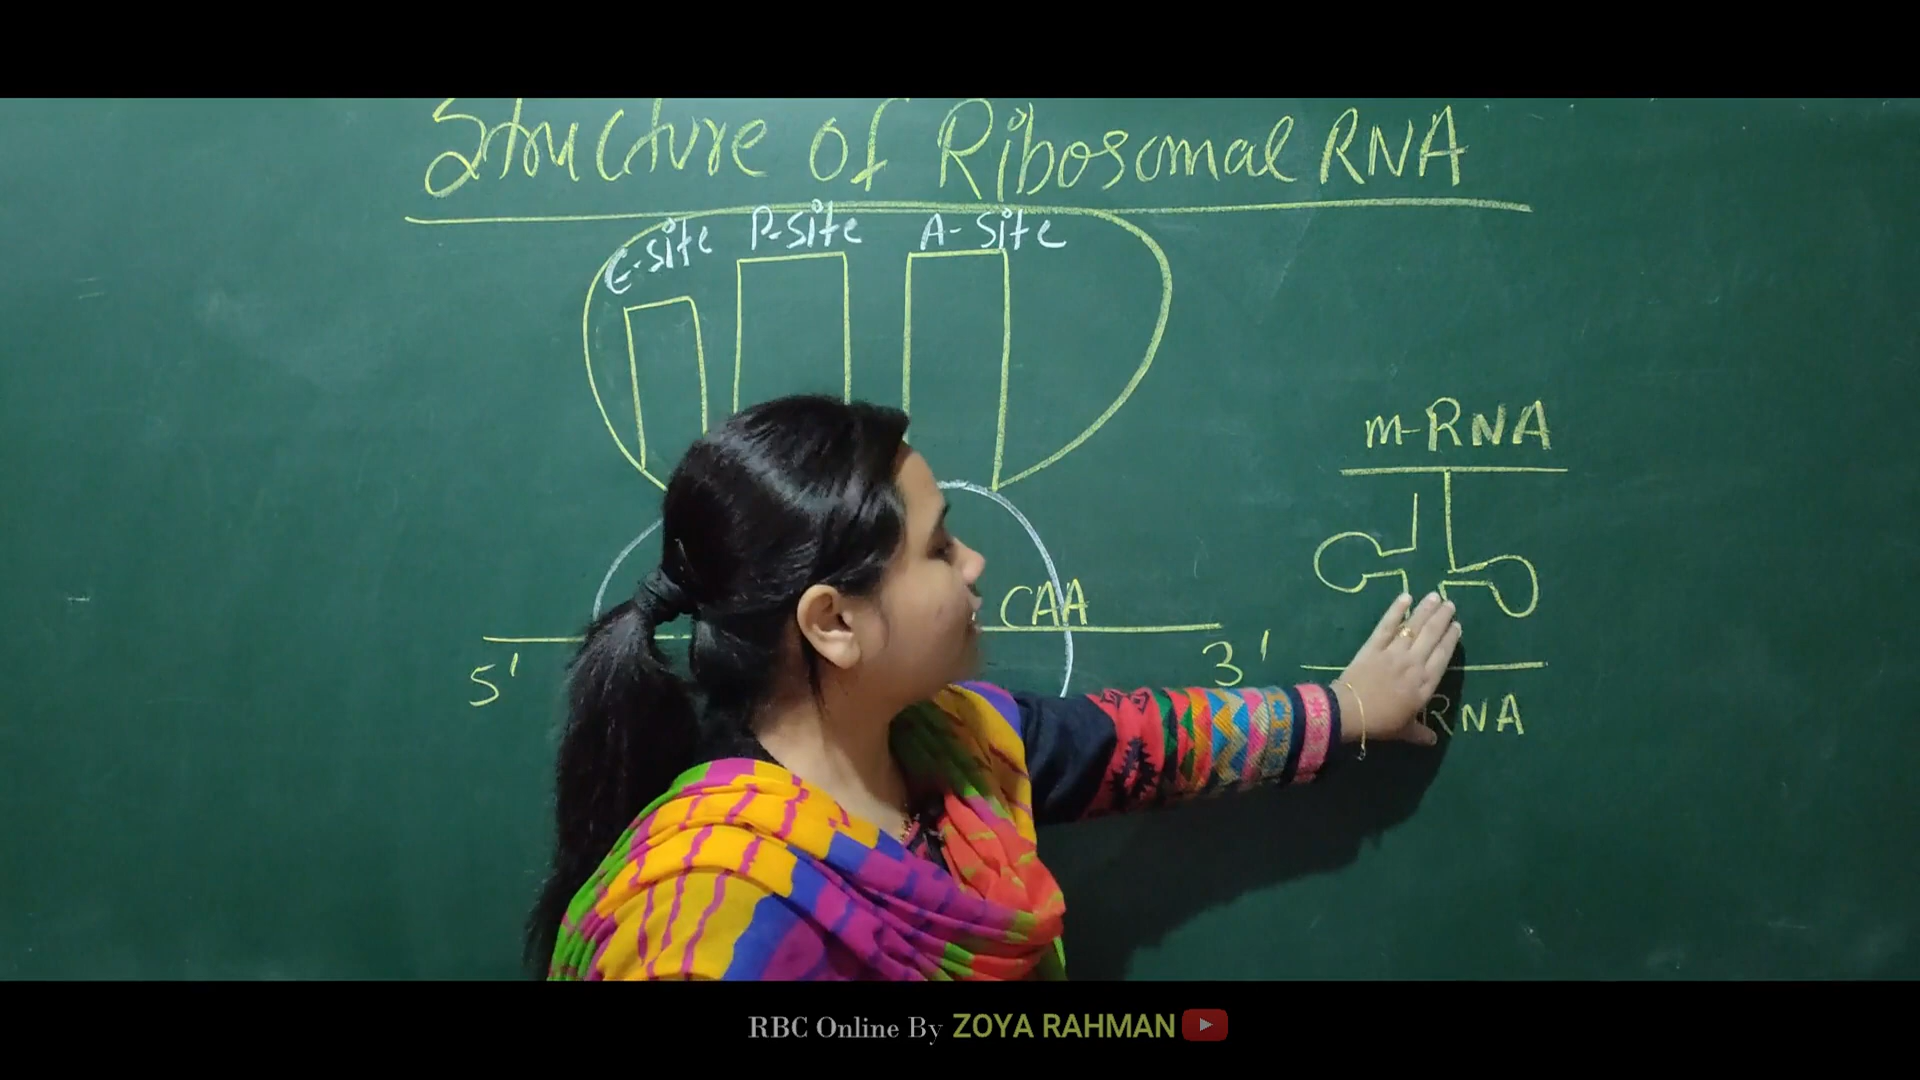 Structure of Ribosomal RNA
E-site P-site A-site
m-RNA
CAA
5' 3'
RNA
RBC Online By ZOYA RAHMAN